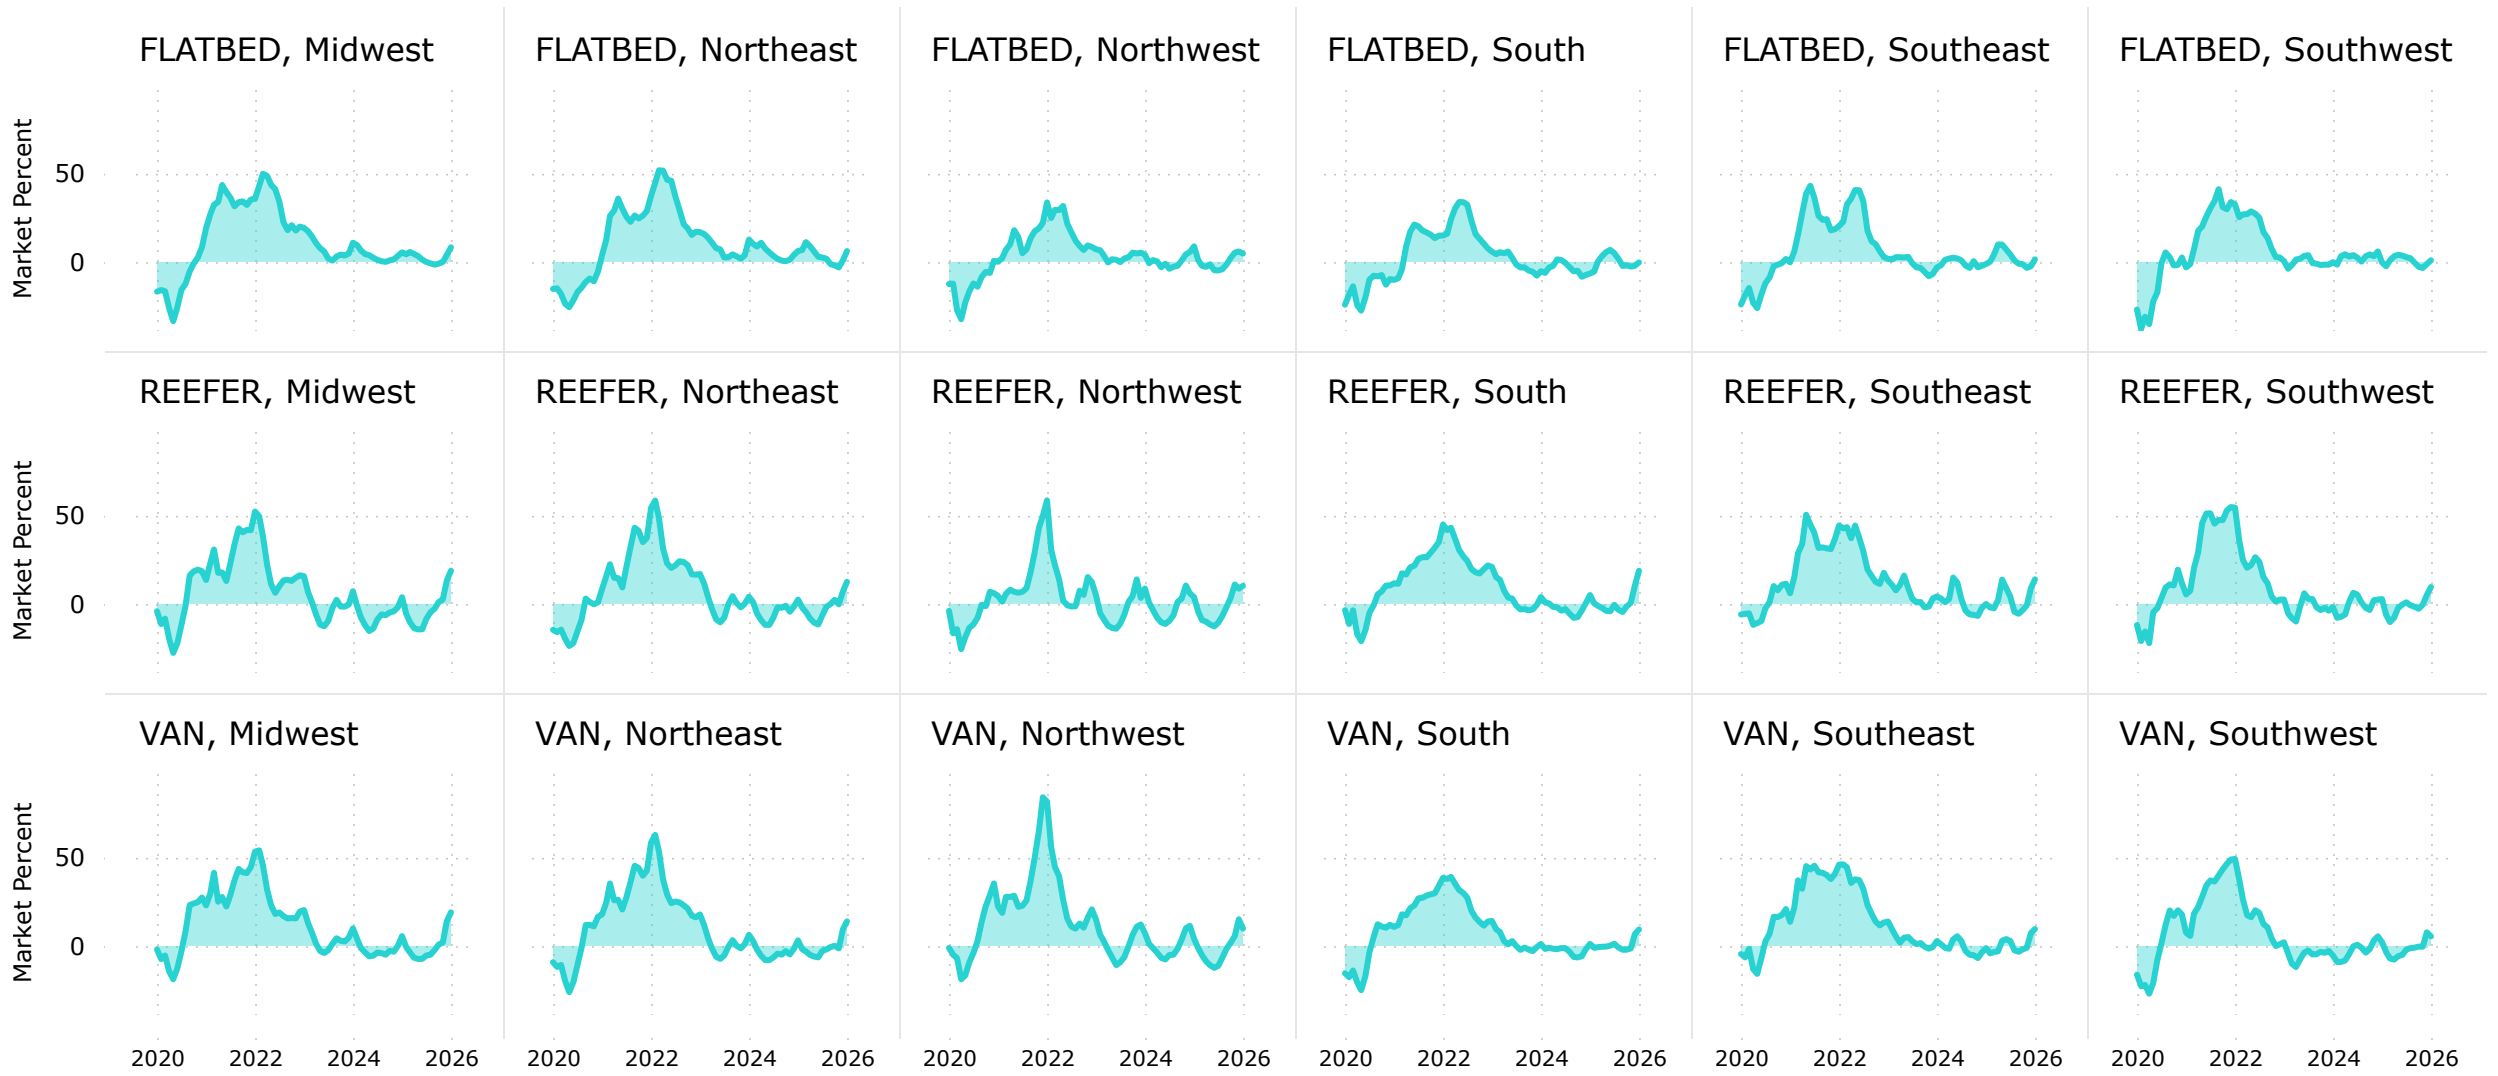 FLATBED, Midwest
FLATBED, Northeast
FLATBED, Northwest
FLATBED, South
FLATBED, Southeast
FLATBED, Southwest
Market Percent
50
0
REEFER, Midwest
REEFER, Northeast
REEFER, Northwest
REEFER, South
REEFER, Southeast
REEFER, Southwest
Market Percent
50
0
VAN, Midwest
VAN, Northeast
VAN, Northwest
VAN, South
VAN, Southeast
VAN, Southwest
Market Percent
50
0
2020 2022 2024 2026
2020 2022 2024 2026
2020 2022 2024 2026
2020 2022 2024 2026
2020 2022 2024 2026
2020 2022 2024 2026